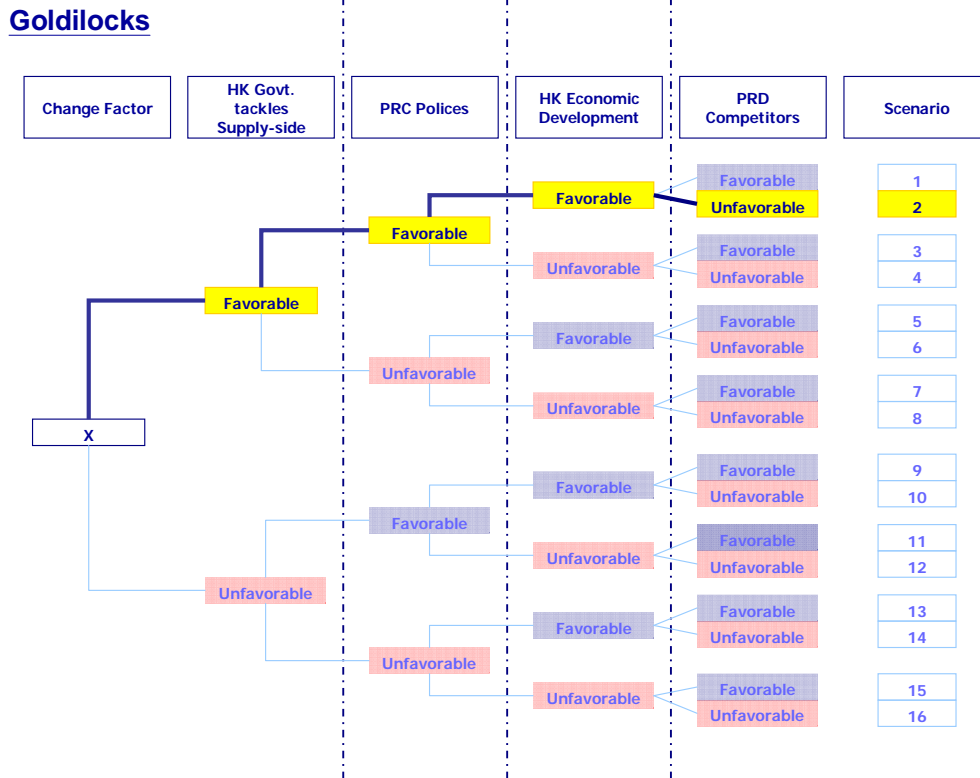 Goldilocks
Change Factor
HK Govt.
tackles
Supply-side
PRC Polices
HK Economic
Development
PRD
Competitors
Scenario
Favorable 1
Favorable Unfavorable 2
Favorable
Favorable 3
Unfavorable Unfavorable 4
Favorable
Favorable 5
Favorable Unfavorable 6
Unfavorable
Favorable 7
Unfavorable Unfavorable 8
X
Favorable 9
Favorable Unfavorable 10
Favorable
Favorable 11
Unfavorable Unfavorable 12
Unfavorable
Favorable 13
Favorable Unfavorable 14
Unfavorable
Favorable 15
Unfavorable Unfavorable 16